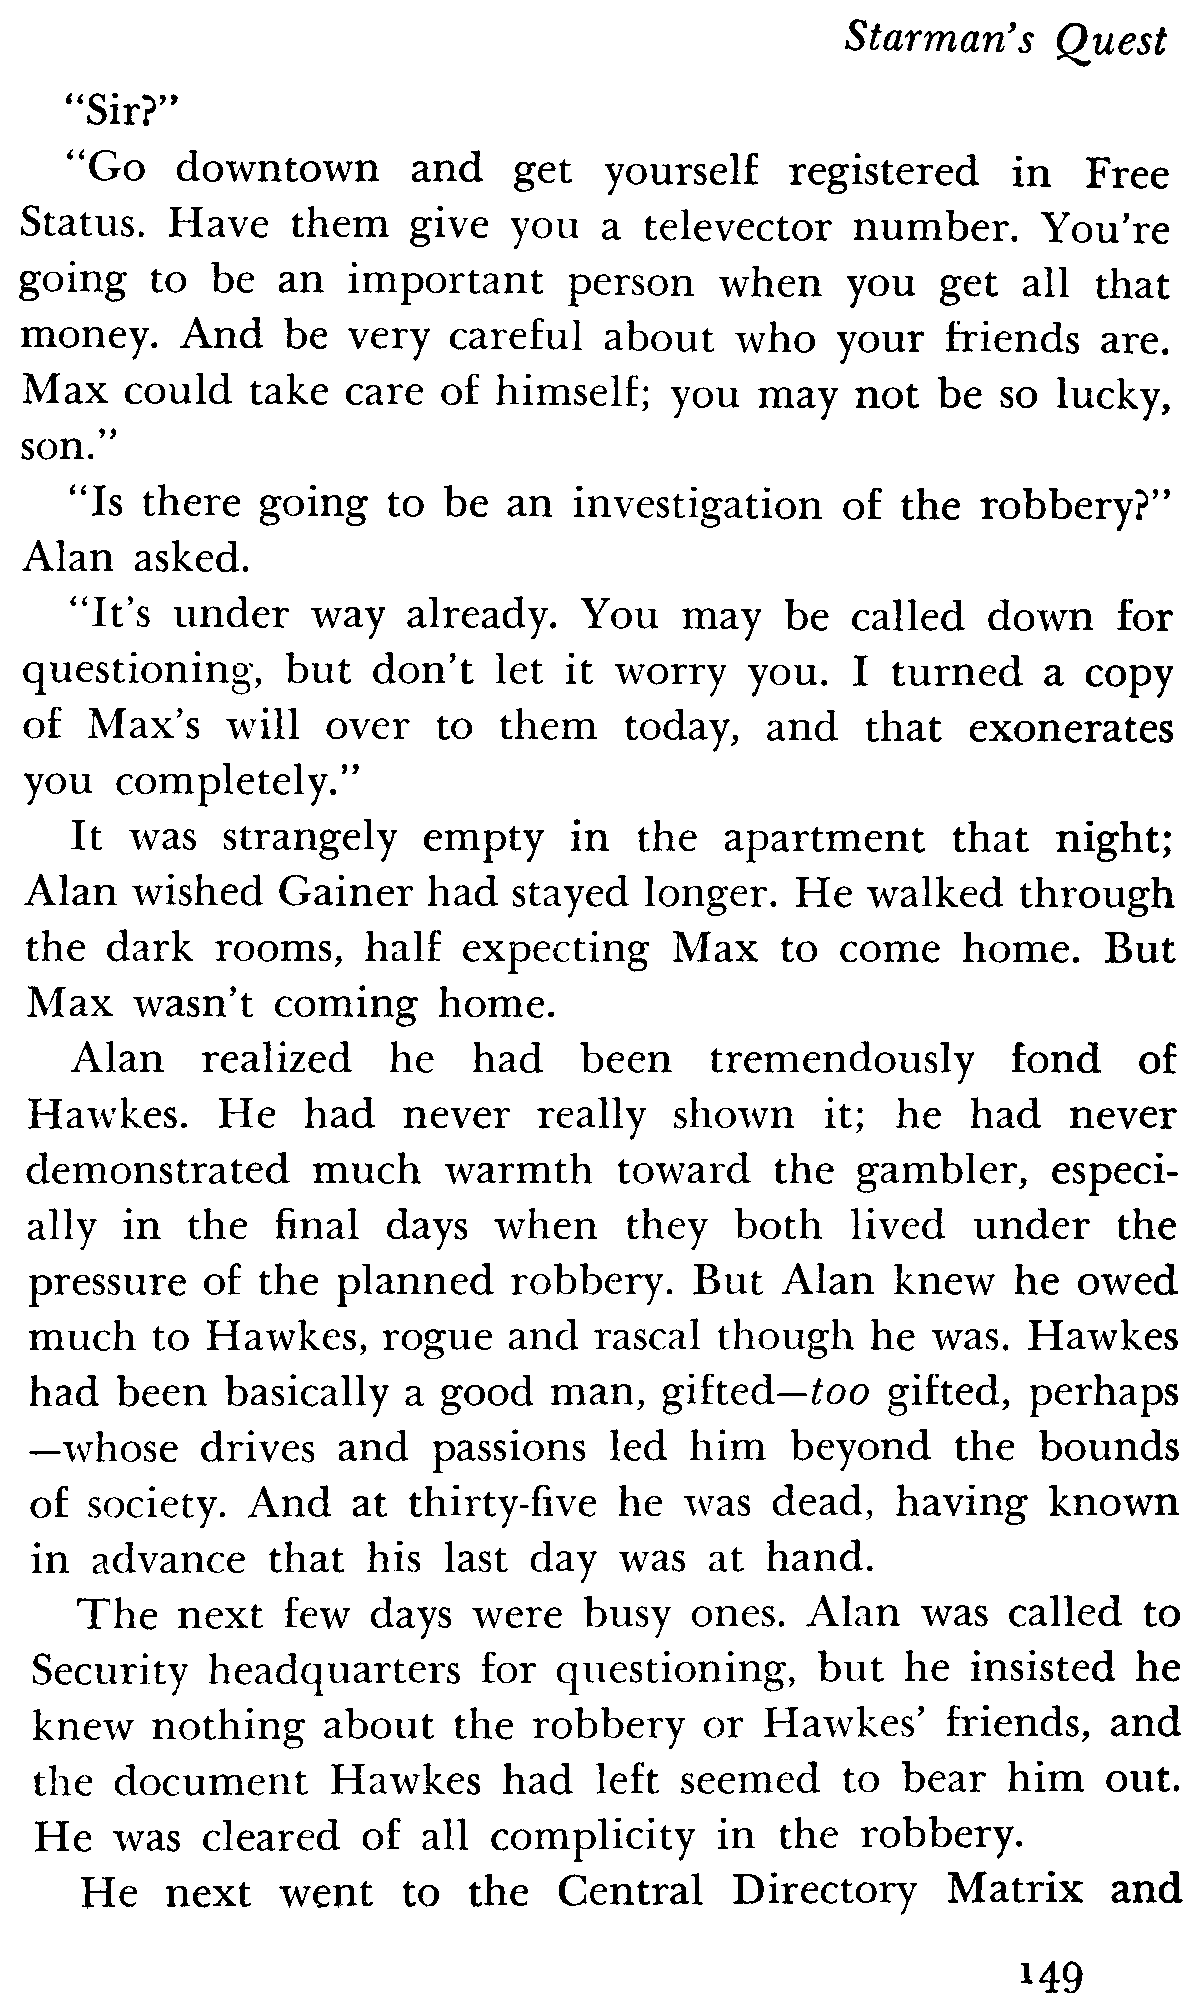 Starman's Quest
“Sir?”
“Go downtown and get yourself registered in Free
Status. Have them give you a televector number. You're
going to be an important person when you get all that
money. And be very careful about who your friends are.
Max could take care of himself; you may not be so lucky,
son.”
“Is there going to be an investigation of the robbery?”
Alan asked.
“It's under way already. You may be called down for
questioning, but don't let it worry you. I turned a copy
of Max's will over to them today, and that exonerates
you completely.”
It was strangely empty in the apartment that night;
Alan wished Gainer had stayed longer. He walked through
the dark rooms, half expecting Max to come home. But
Max wasn't coming home.
Alan realized he had been tremendously fond of
Hawkes. He had never really shown it; he had never
demonstrated much warmth toward the gambler, especi-
ally in the final days when they both lived under the
pressure of the planned robbery. But Alan knew he owed
much to Hawkes, rogue and rascal though he was. Hawkes
had been basically a good man, gifted—too gifted, perhaps
—whose drives and passions led him beyond the bounds
of society. And at thirty-five he was dead, having known
in advance that his last day was at hand.
The next few days were busy ones. Alan was called to
Security headquarters for questioning, but he insisted he
knew nothing about the robbery or Hawkes' friends, and
the document Hawkes had left seemed to bear him out.
He was cleared of all complicity in the robbery.
He next went to the Central Directory Matrix and
149